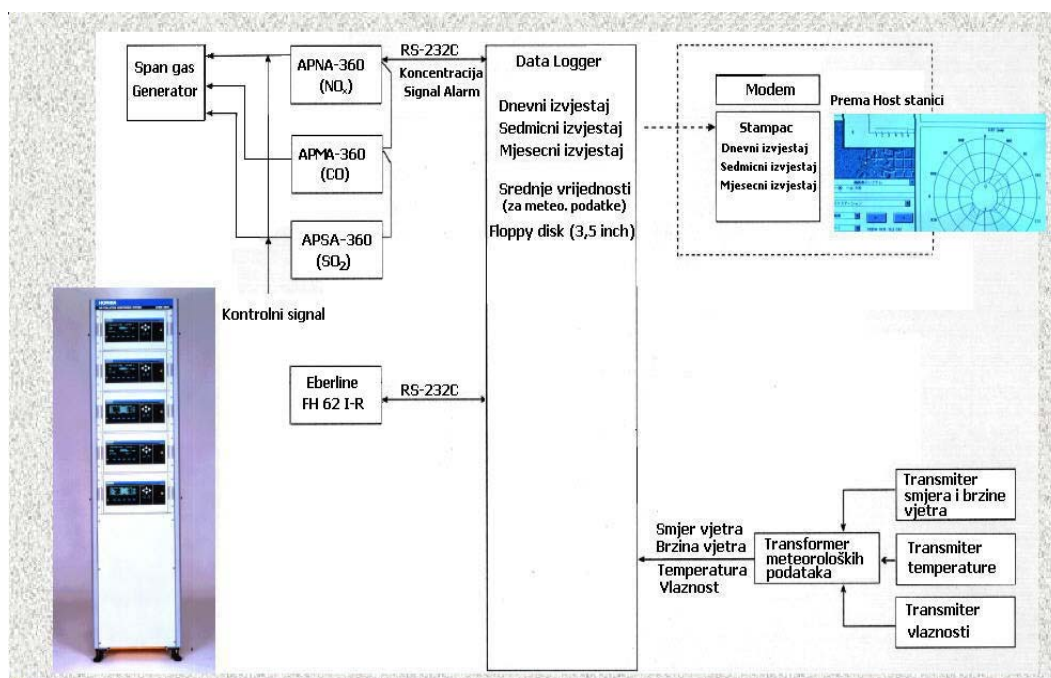 Span gas
Generator
APNA-360
(NOx)
APMA-360
(CO)
APSA-360
(SO2)
Kontrolni signal
RS-232C
Koncentracija
Signal Alarm
Eberline
FH 62 I-R
RS-232C
Data Logger
Dnevni izvjestaj
Sedmicni izvjestaj
Mjesecni izvjestaj
Srednje vrijednosti
(za meteo. podatke)
Floppy disk (3,5 inch)
Modem
Prema Host stanici
Stampac
Dnevni izvjestaj
Sedmicni izvjestaj
Mjesecni izvjestaj
Smjer vjetra
Brzina vjetra
Temperatura
Vlaznost
Transformer
meteoroloških
podataka
Transmiter
smjera i brzine
vjetra
Transmiter
temperature
Transmiter
vlaznosti
HORIBA